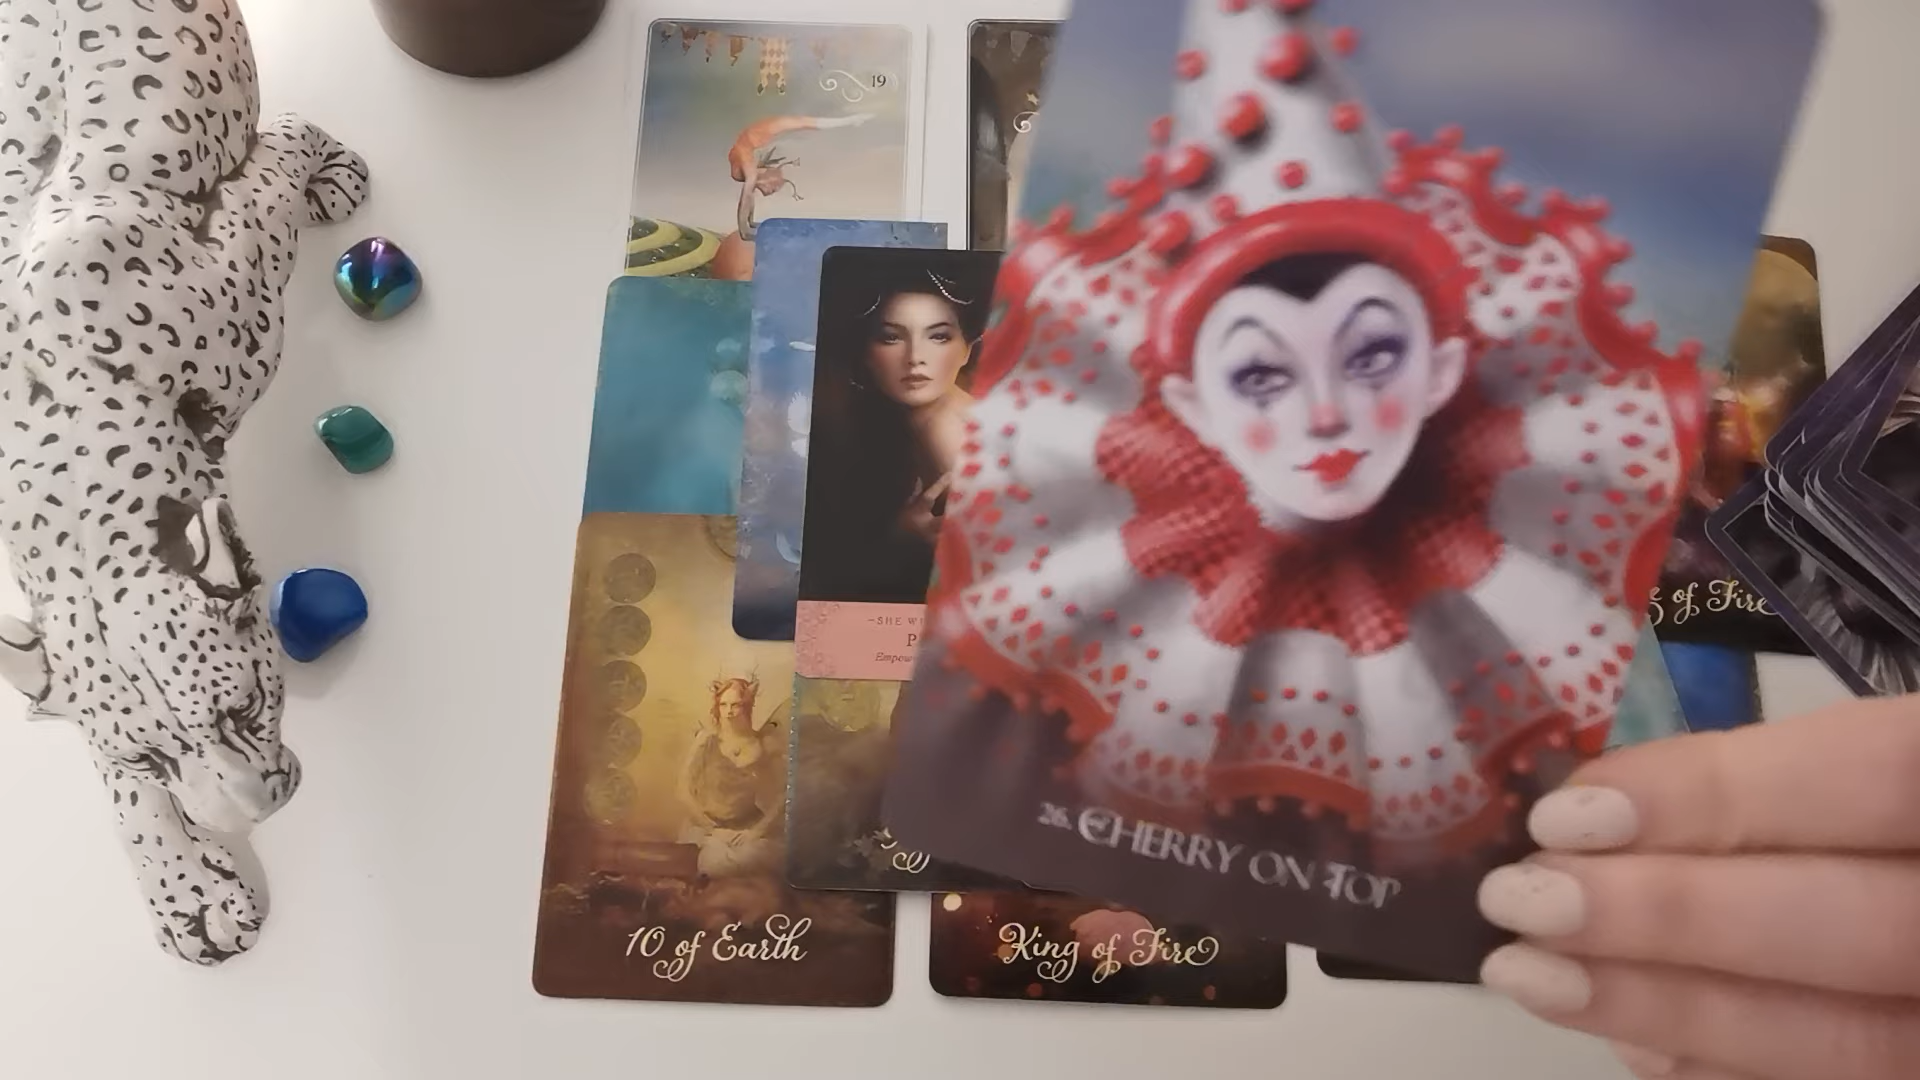 19
~SHE W
P
Empow
of Fire
26. CHERRY ON TOP
10 of Earth
King of Fire